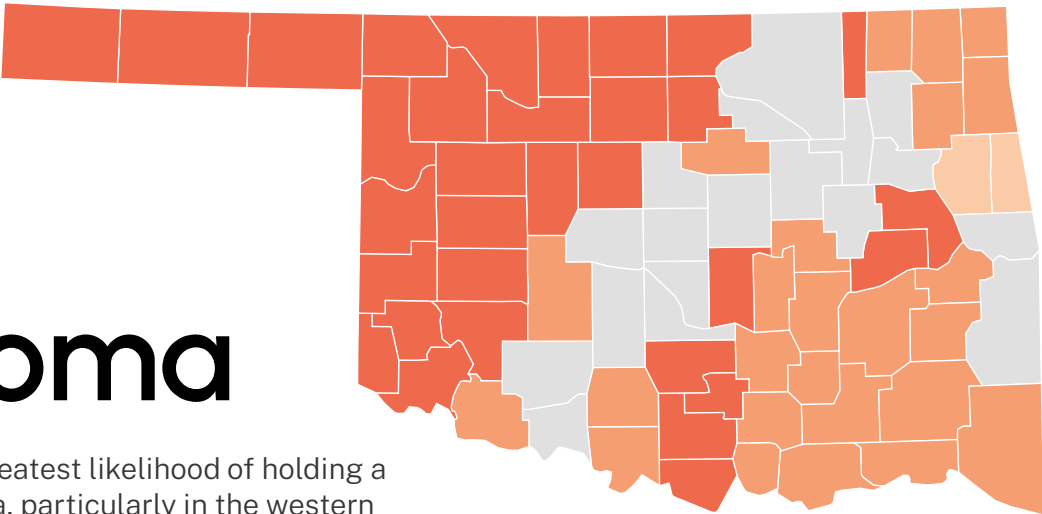 oma
eatest likelihood of holding a
a, particularly in the western